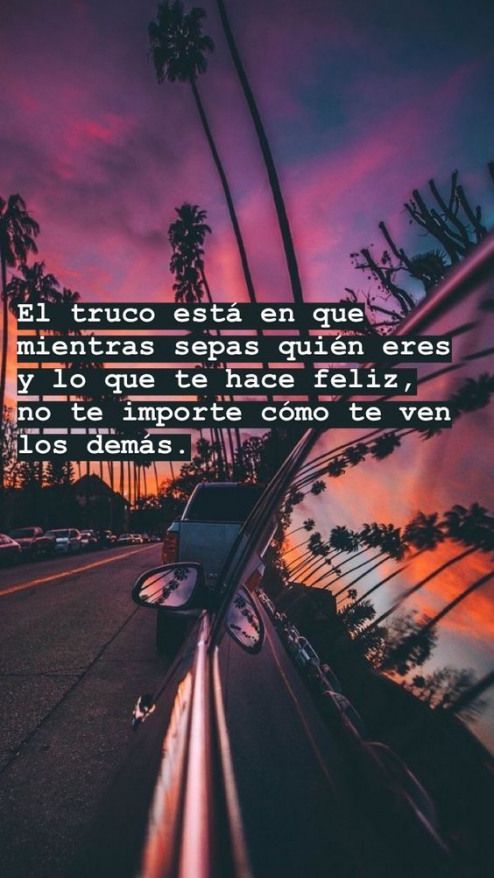 El truco está en que
mientras sepas quién eres
y lo que te hace feliz,
no te importe cómo te ven
los demás.